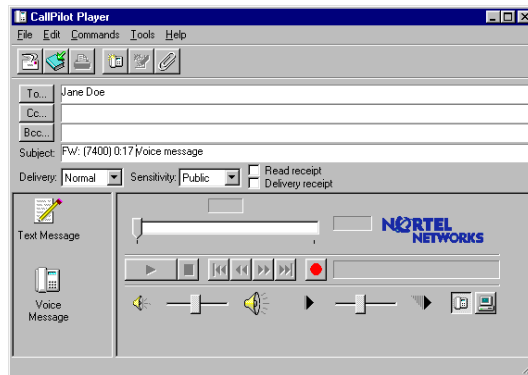 CallPilot Player
File Edit Commands Tools Help
To... Jane Doe
Cc...
Bcc...
Subject: FW: (7400) 0:17 Voice message
Delivery: Normal Sensitivity: Public Read receipt
Delivery receipt
Text Message
NORTEL
NETWORKS
Voice
Message